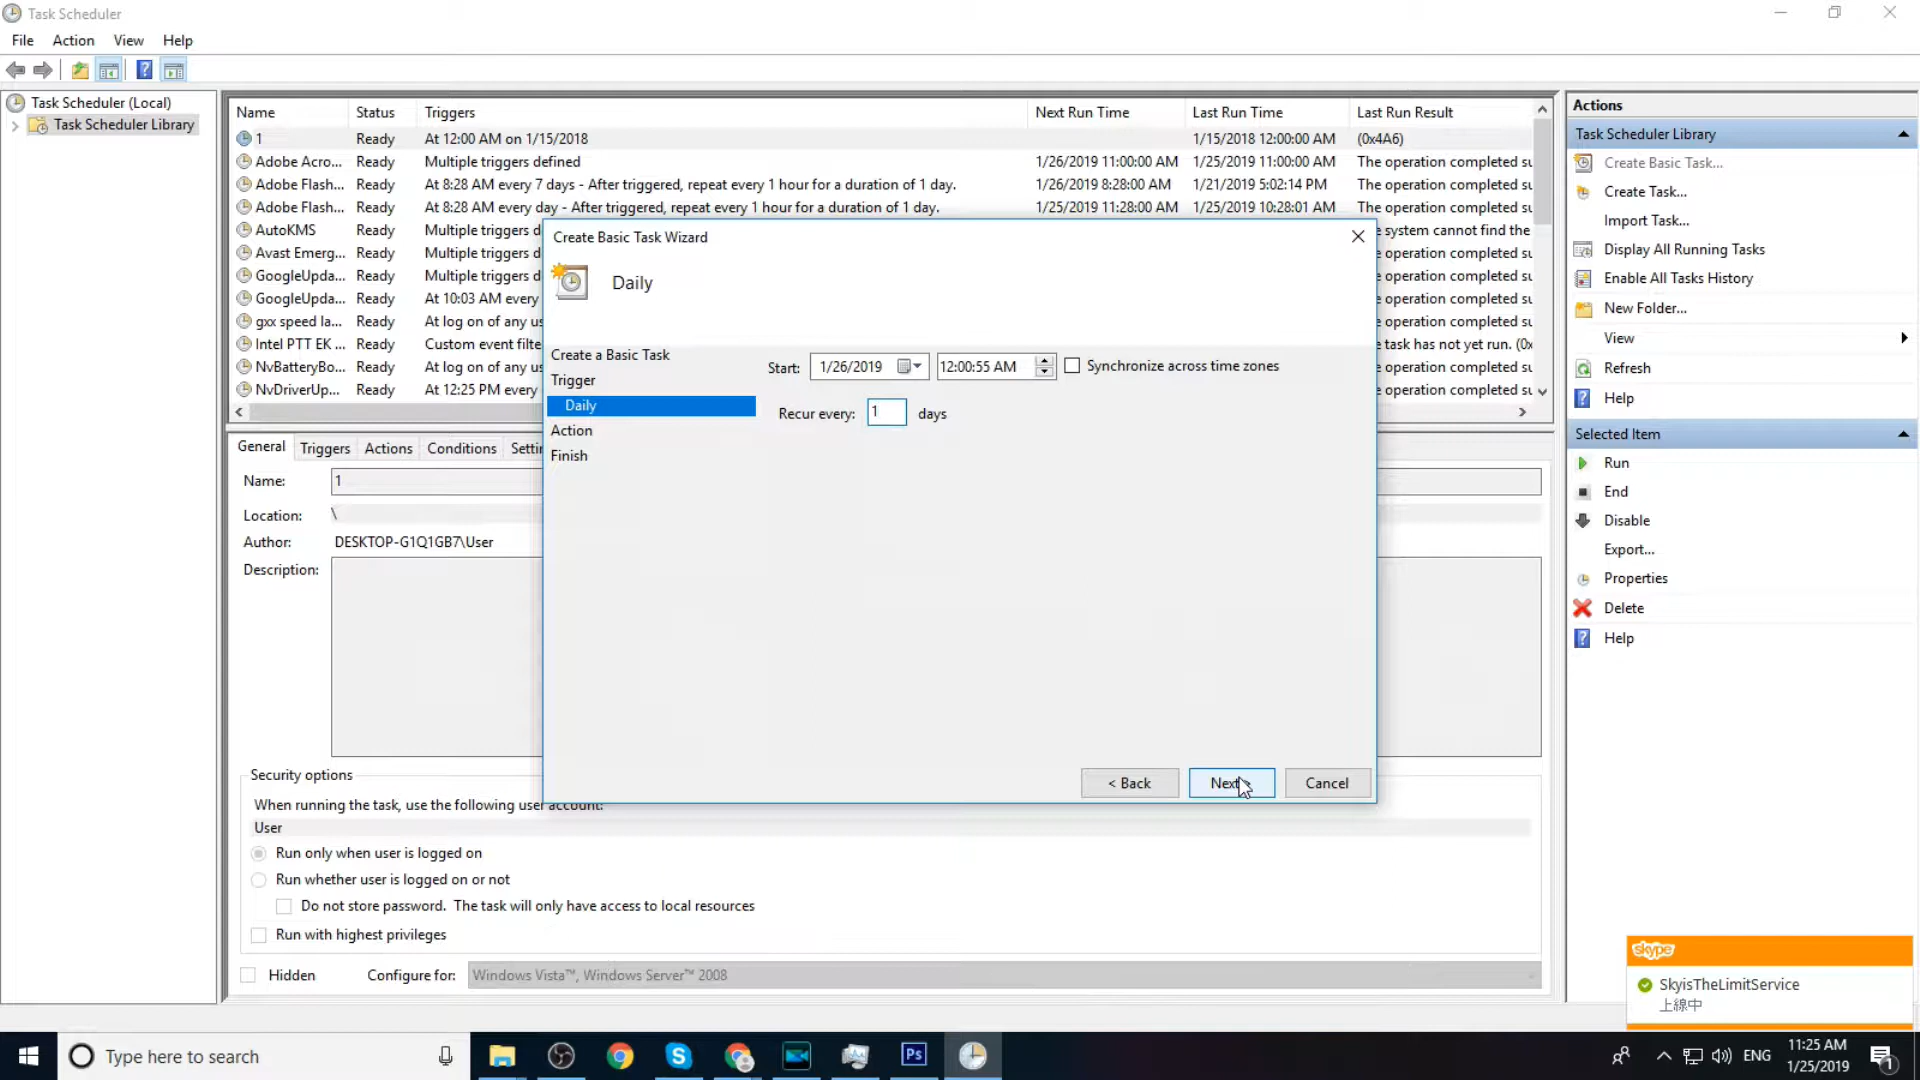 Task Scheduler
File Action View Help
Task Scheduler (Local)
Task Scheduler Library
Name Status Triggers Next Run Time Last Run Time Last Run Result
1 Ready At 12:00 AM on 1/15/2018 1/15/2018 12:00:00 AM (0x4A6)
Adobe Acro... Ready Multiple triggers defined 1/26/2019 11:00:00 AM 1/25/2019 11:00:00 AM The operation completed su
Adobe Flash... Ready At 8:28 AM every 7 days - After triggered, repeat every 1 hour for a duration of 1 day. 1/26/2019 8:28:00 AM 1/21/2019 5:02:14 PM The operation completed su
Adobe Flash... Ready At 8:28 AM every day - After triggered, repeat every 1 hour for a duration of 1 day. 1/25/2019 11:28:00 AM 1/25/2019 10:28:01 AM The operation completed su
AutoKMS Ready Multiple triggers d e system cannot find the
Avast Emerg... Ready Multiple triggers d e operation completed su
GoogleUpda... Ready Multiple triggers d e operation completed su
GoogleUpda... Ready At 10:03 AM every e operation completed su
gxx speed la... Ready At log on of any us e operation completed su
Intel PTT EK ... Ready Custom event filte e task has not yet run. (0x
NvBatteryBo... Ready At log on of any us e operation completed su
NvDriverUp... Ready At 12:25 PM every e operation completed su
Create Basic Task Wizard
Daily
Create a Basic Task
Trigger
Daily
Action
Finish
Start: 1/26/2019 12:00:55 AM Synchronize across time zones
Recur every: 1 days
< Back Next Cancel
General Triggers Actions Conditions Settin
Name: 1
Location: \
Author: DESKTOP-G1Q1GB7\User
Description:
Security options
When running the task, use the following user account:
User
Run only when user is logged on
Run whether user is logged on or not
Do not store password. The task will only have access to local resources
Run with highest privileges
Hidden Configure for: Windows Vista™, Windows Server™ 2008
Actions
Task Scheduler Library
Create Basic Task...
Create Task...
Import Task...
Display All Running Tasks
Enable All Tasks History
New Folder...
View
Refresh
Help
Selected Item
Run
End
Disable
Export...
Properties
Delete
Help
skype
SkyisTheLimitService
上線中
Type here to search
Ps
ENG
11:25 AM
1/25/2019
1